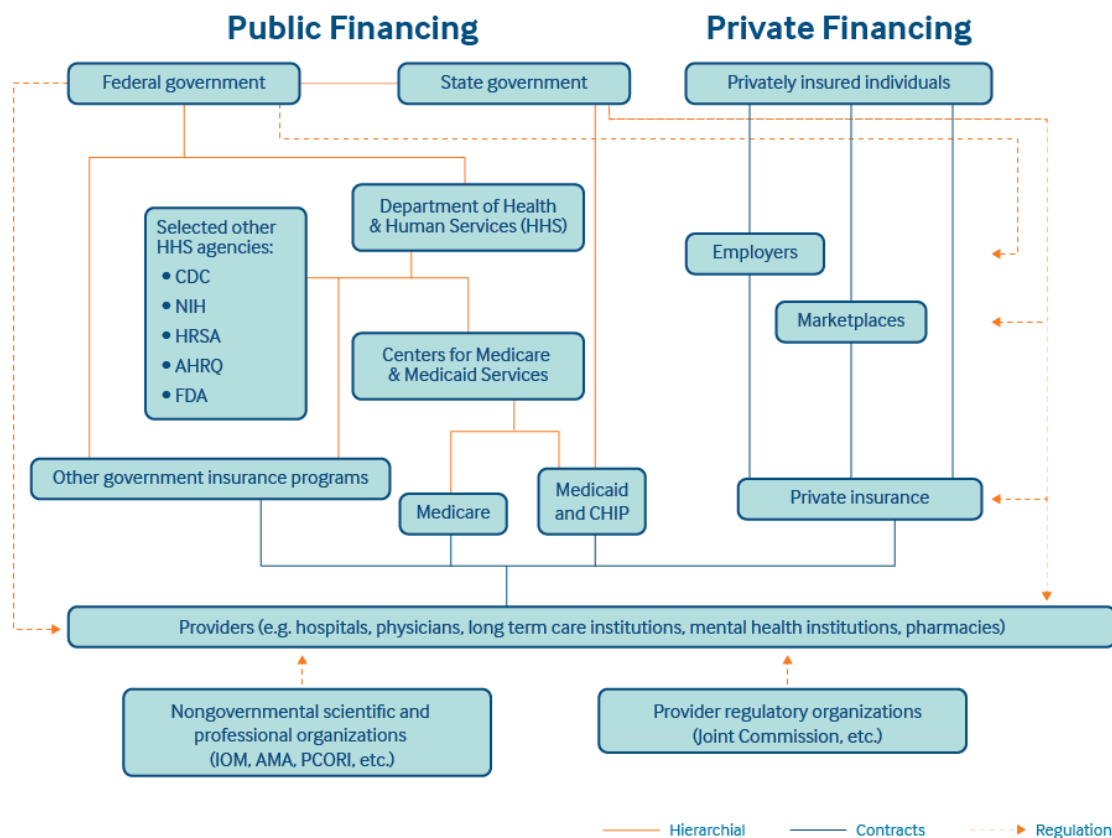 Public Financing
Private Financing
Federal government
State government
Privately insured individuals
Department of Health
& Human Services (HHS)
Selected other
HHS agencies:
• CDC
• NIH
• HRSA
• AHRQ
• FDA
Employers
Marketplaces
Centers for Medicare
& Medicaid Services
Other government insurance programs
Medicare
Medicaid
and CHIP
Private insurance
Providers (e.g. hospitals, physicians, long term care institutions, mental health institutions, pharmacies)
Nongovernmental scientific and
professional organizations
(IOM, AMA, PCORI, etc.)
Provider regulatory organizations
(Joint Commission, etc.)
Hierarchial
Contracts
Regulation